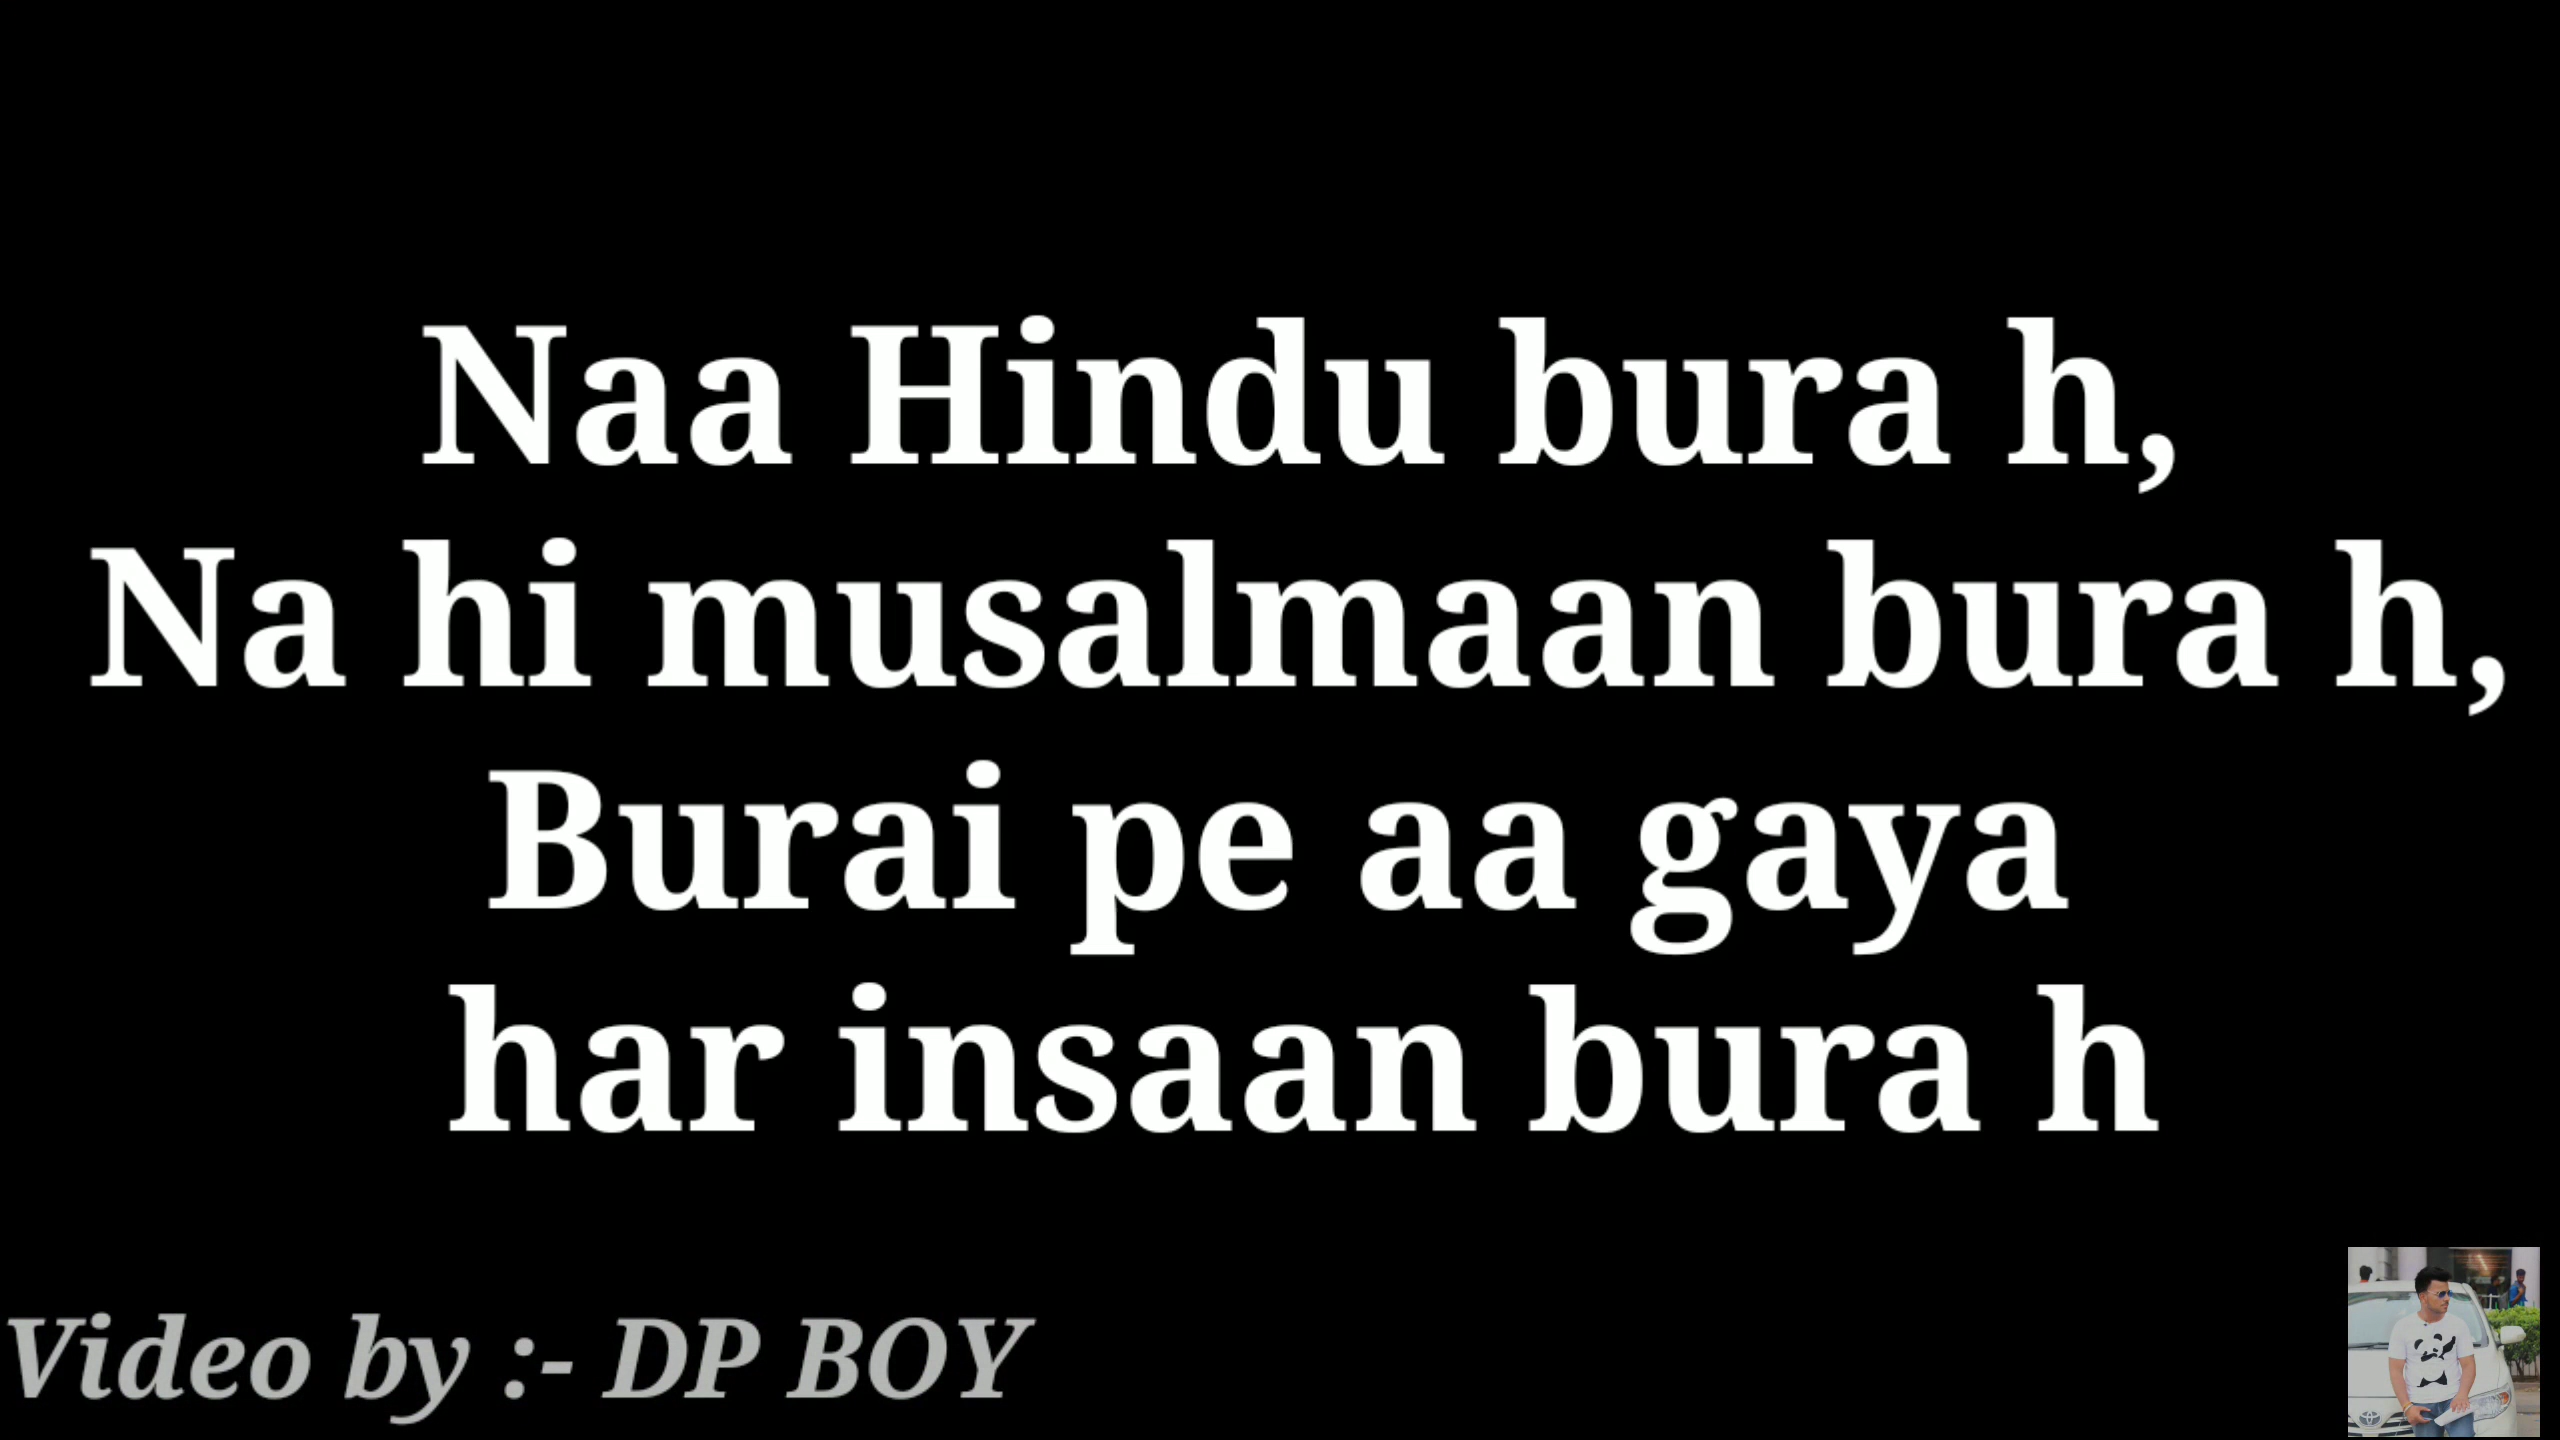 Naa Hindu bura h,
Na hi musalmaan bura h,
Burai pe aa gaya
har insaan bura h
Video by :- DP BOY